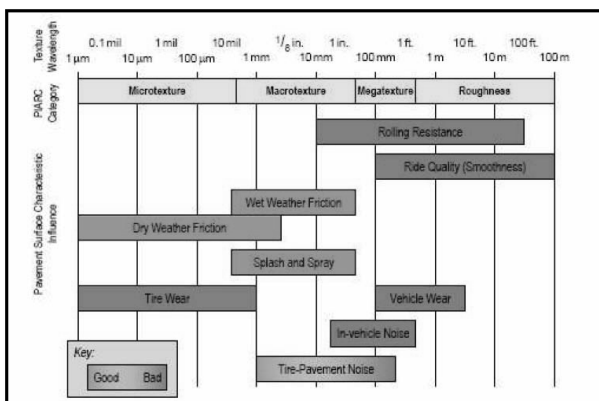 Texture Wavelength
0.1 mil 1 mil 10 mil 1/8 in. 1 in. 1 ft. 10 ft. 100 ft.
1 µm 10 µm 100 µm 1 mm 10 mm 100 mm 1 m 10 m 100 m
PIARC Category
Microtexture Macrotexture Megatexture Roughness
Pavement Surface Characteristic Influence
Rolling Resistance
Ride Quality (Smoothness)
Wet Weather Friction
Dry Weather Friction
Splash and Spray
Tire Wear Vehicle Wear
In-vehicle Noise
Tire-Pavement Noise
Key:
Good Bad